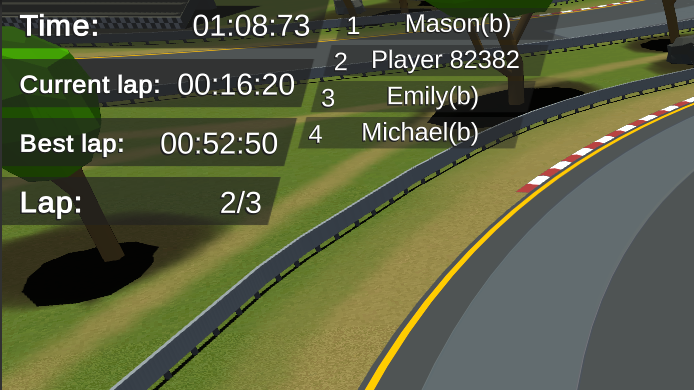 Time: 01:08:73
Current lap: 00:16:20
Best lap: 00:52:50
Lap: 2/3
1 Mason(b)
2 Player 82382
3 Emily(b)
4 Michael(b)